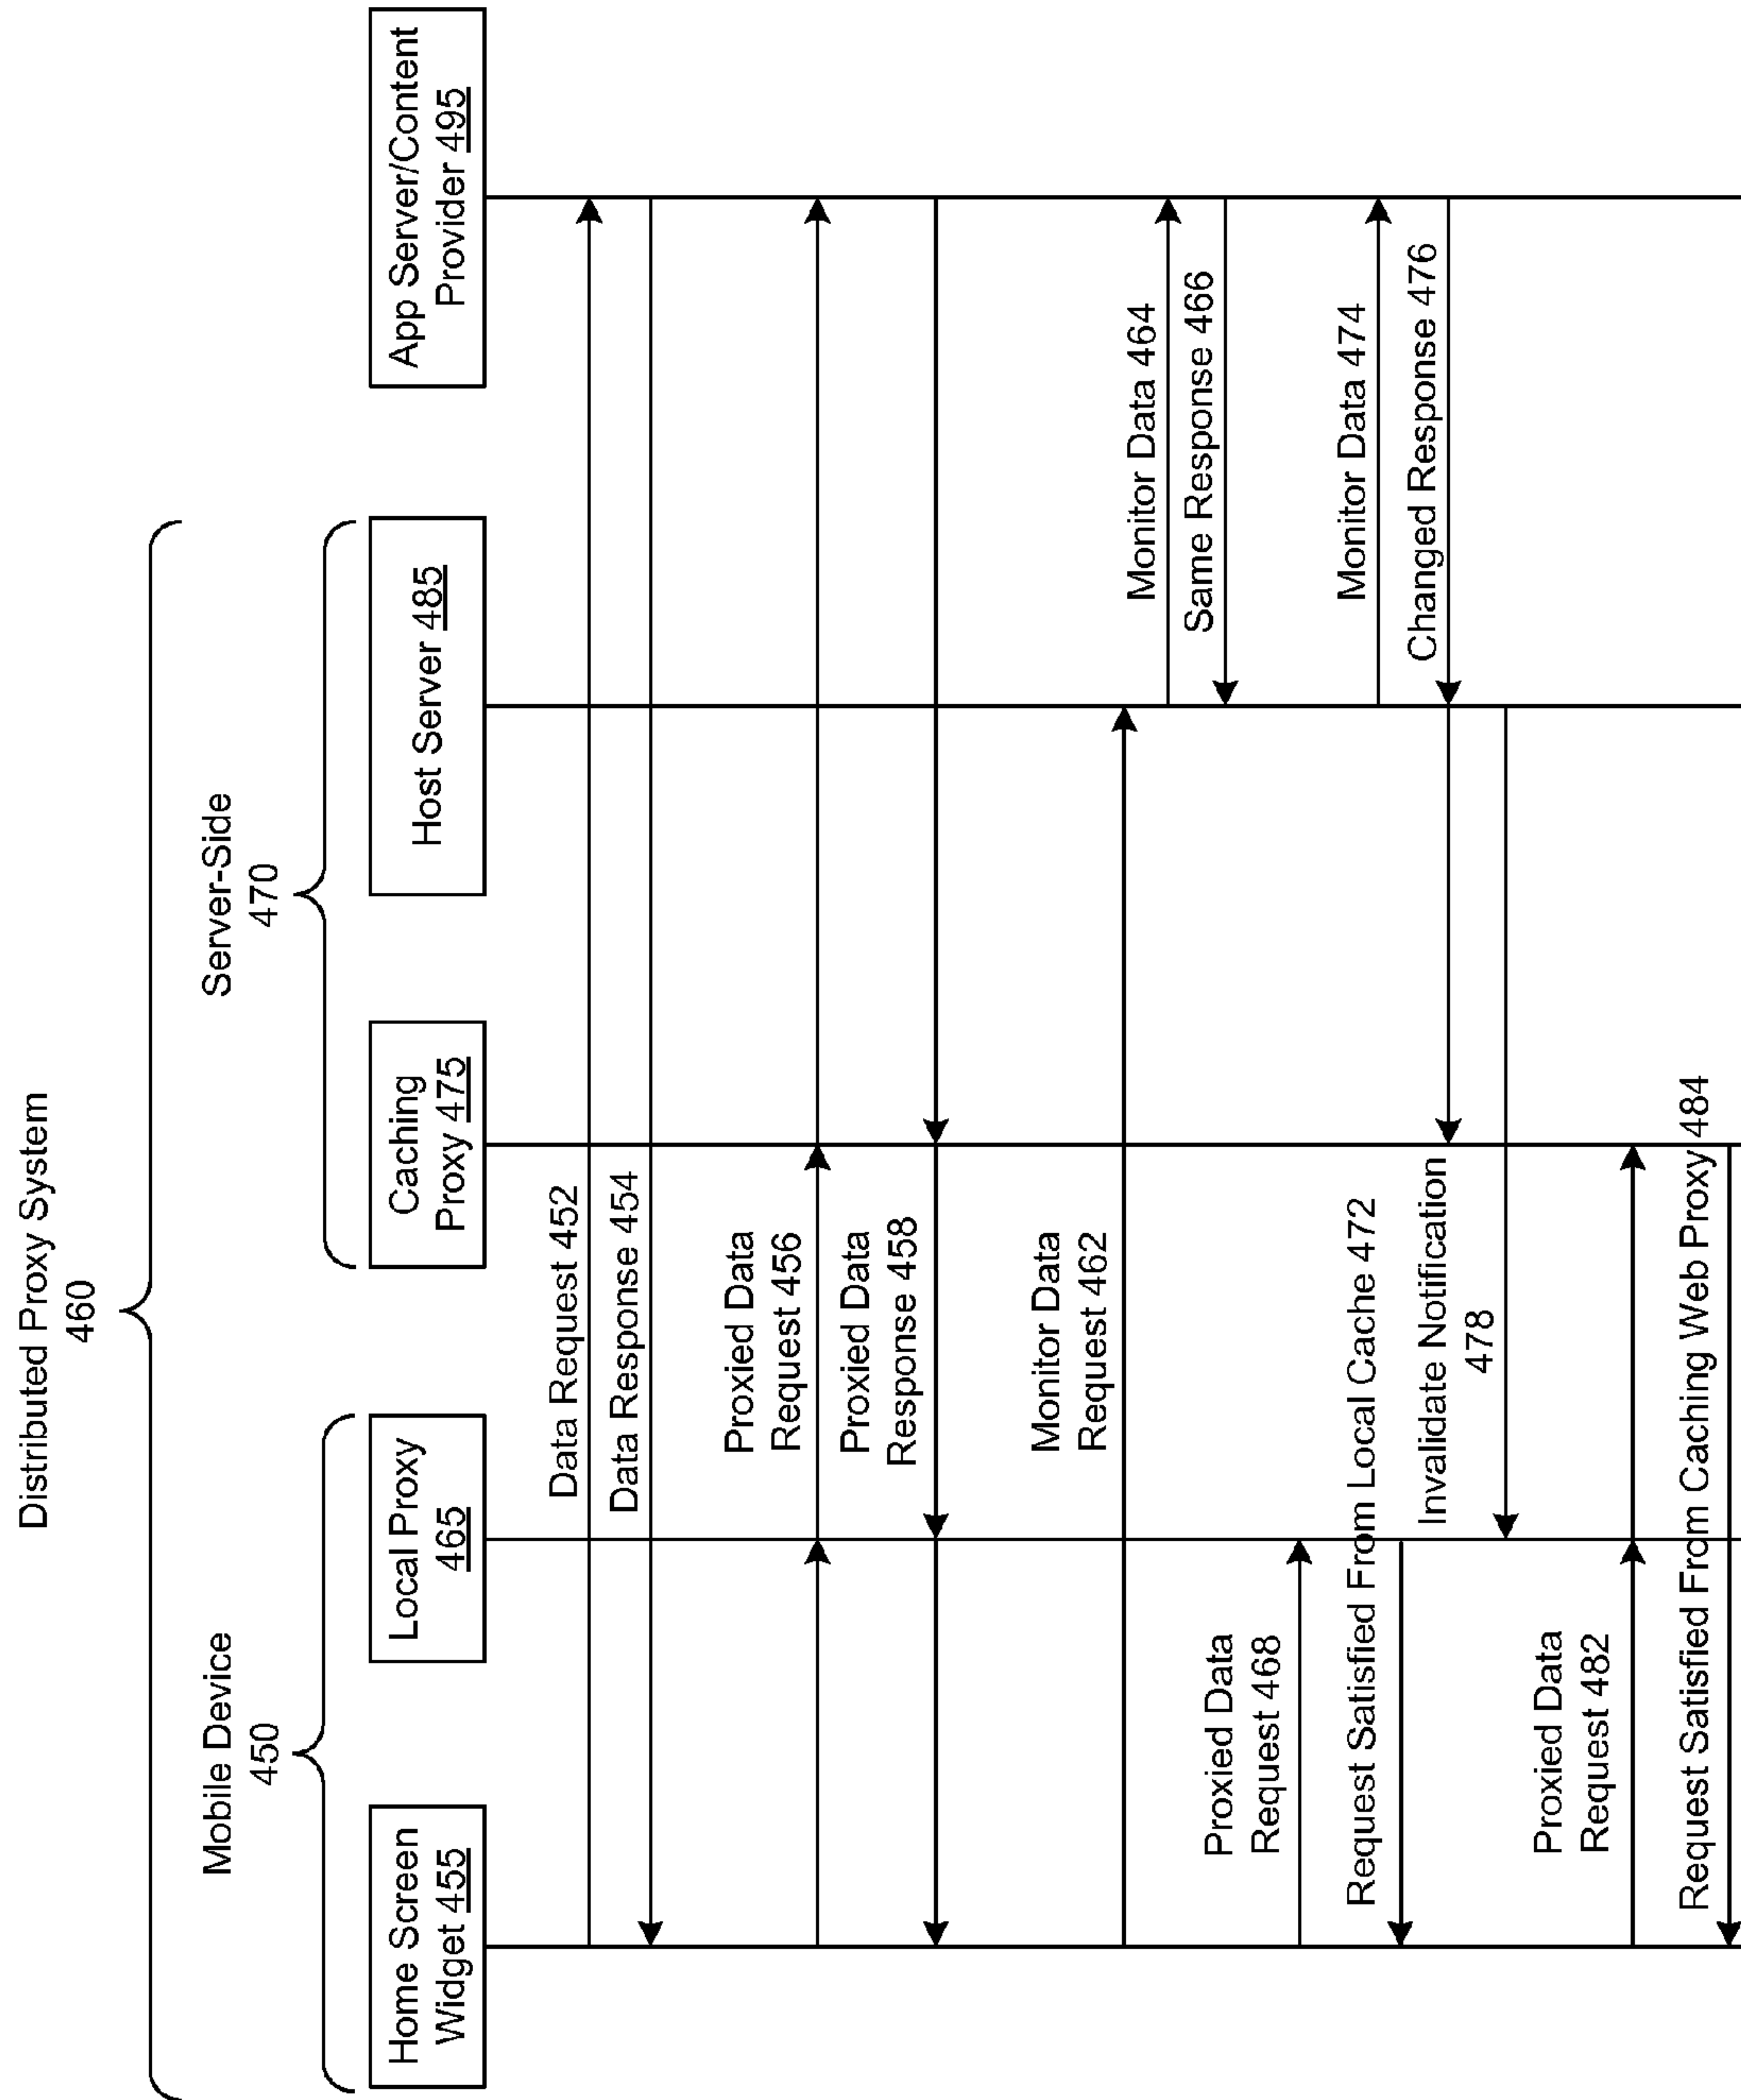 Distributed Proxy System
460
Mobile Device
450
Server-Side
470
Home Screen
Widget 455
Local Proxy
465
Caching
Proxy 475
Host Server 485
App Server/Content
Provider 495
Data Request 452
Data Response 454
Proxied Data
Request 456
Proxied Data
Response 458
Monitor Data
Request 462
Monitor Data 464
Same Response 466
Proxied Data
Request 468
Request Satisfied From Local Cache 472
Monitor Data 474
Changed Response 476
Invalidate Notification
478
Proxied Data
Request 482
Request Satisfied From Caching Web Proxy 484